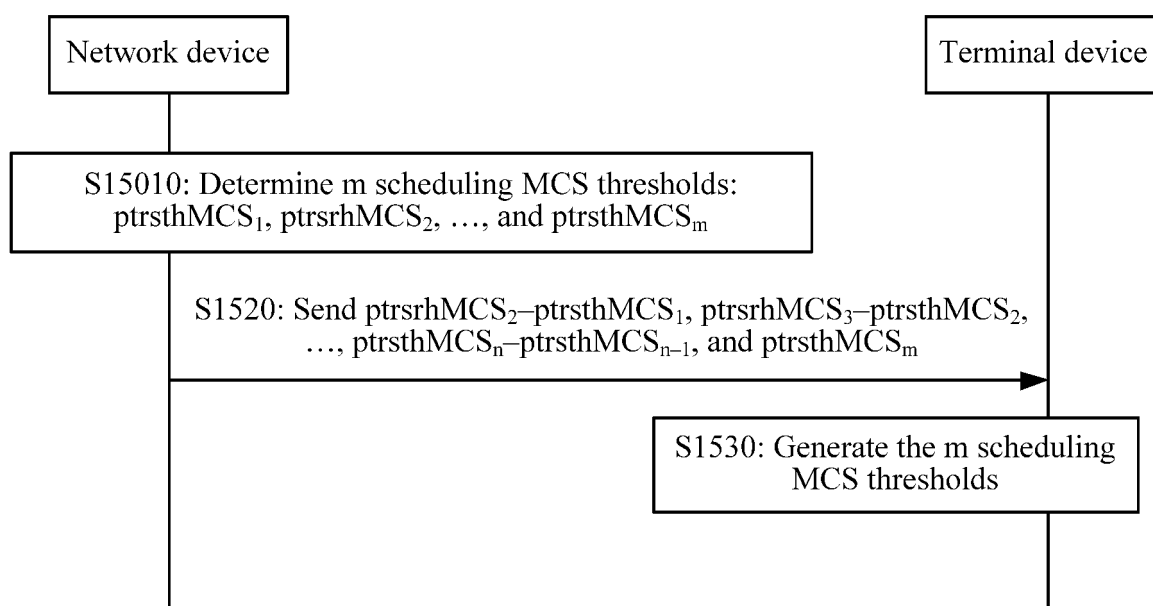 Network device
Terminal device
S15010: Determine m scheduling MCS thresholds:
ptrsthMCS₁, ptrsrhMCS₂, …, and ptrsthMCSₘ
S1520: Send ptrsrhMCS₂–ptrsthMCS₁, ptrsrhMCS₃–ptrsthMCS₂,
…, ptrsthMCSₙ–ptrsthMCSₙ₋₁, and ptrsthMCSₘ
S1530: Generate the m scheduling
MCS thresholds